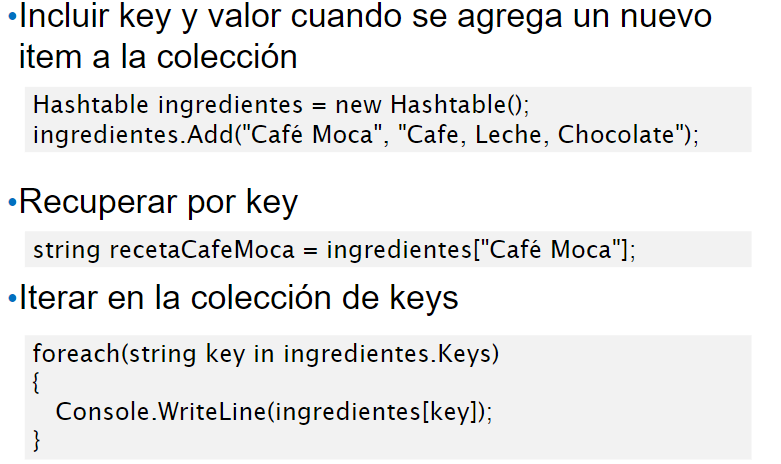 •Incluir key y valor cuando se agrega un nuevo
item a la colección
Hashtable ingredientes = new Hashtable();
ingredientes.Add("Café Moca", "Cafe, Leche, Chocolate");
•Recuperar por key
string recetaCafeMoca = ingredientes["Café Moca"];
•Iterar en la colección de keys
foreach(string key in ingredientes.Keys)
{
Console.WriteLine(ingredientes[key]);
}